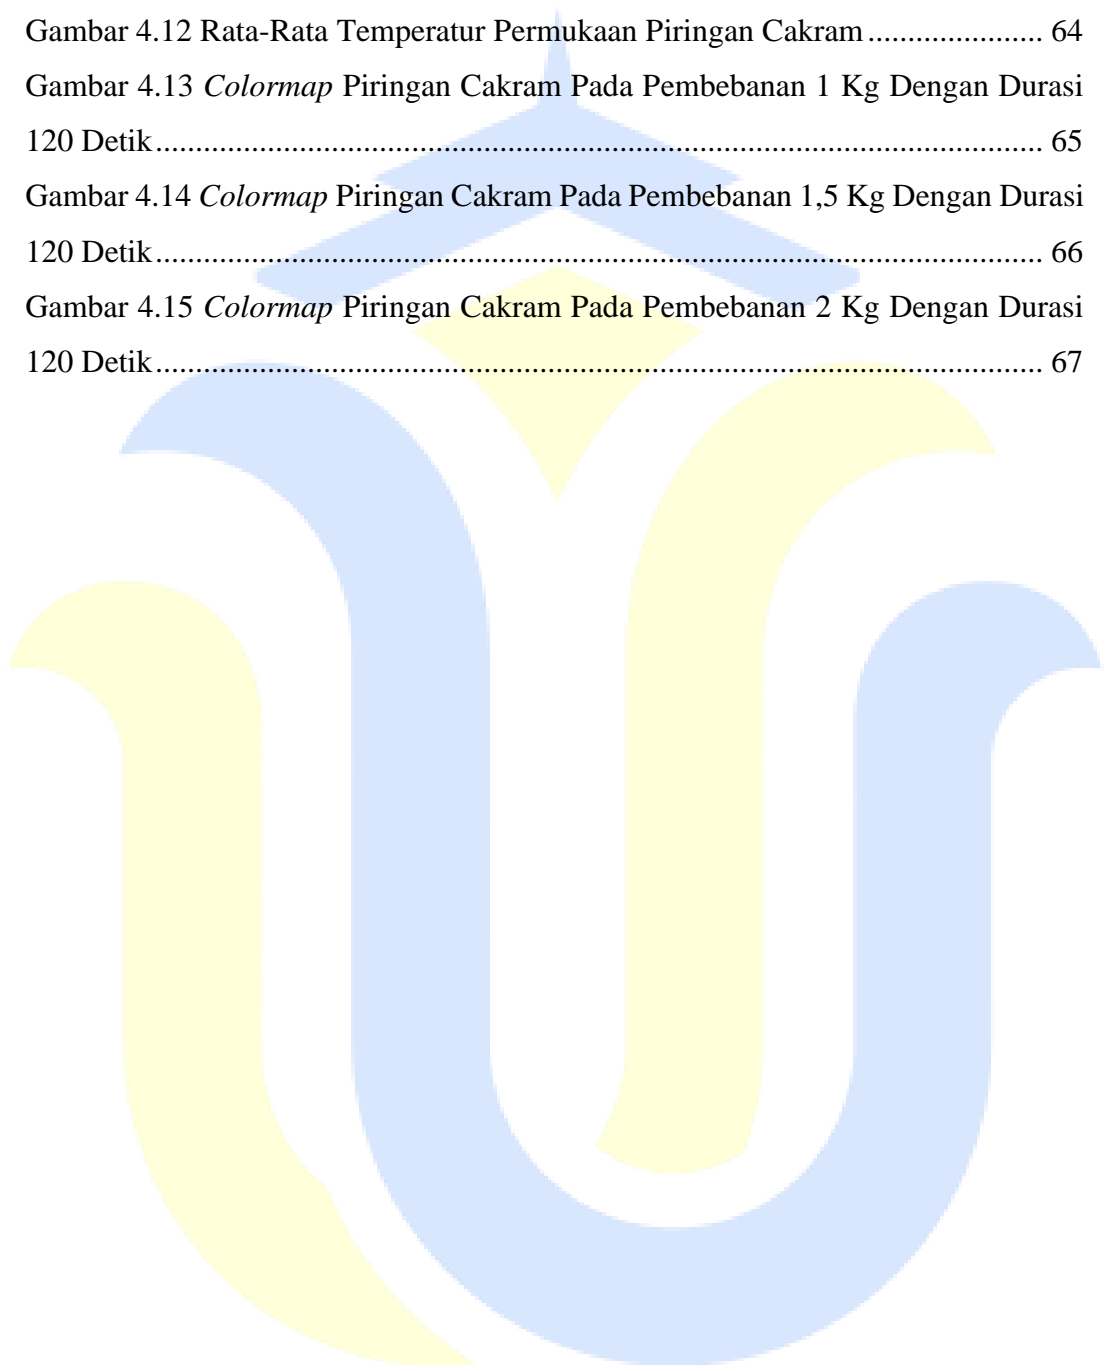 Gambar 4.12 Rata-Rata Temperatur Permukaan Piringan Cakram ..................... 64
Gambar 4.13 Colormap Piringan Cakram Pada Pembebanan 1 Kg Dengan Durasi
120 Detik ............................................................................................................ 65
Gambar 4.14 Colormap Piringan Cakram Pada Pembebanan 1,5 Kg Dengan Durasi
120 Detik ............................................................................................................ 66
Gambar 4.15 Colormap Piringan Cakram Pada Pembebanan 2 Kg Dengan Durasi
120 Detik ............................................................................................................ 67